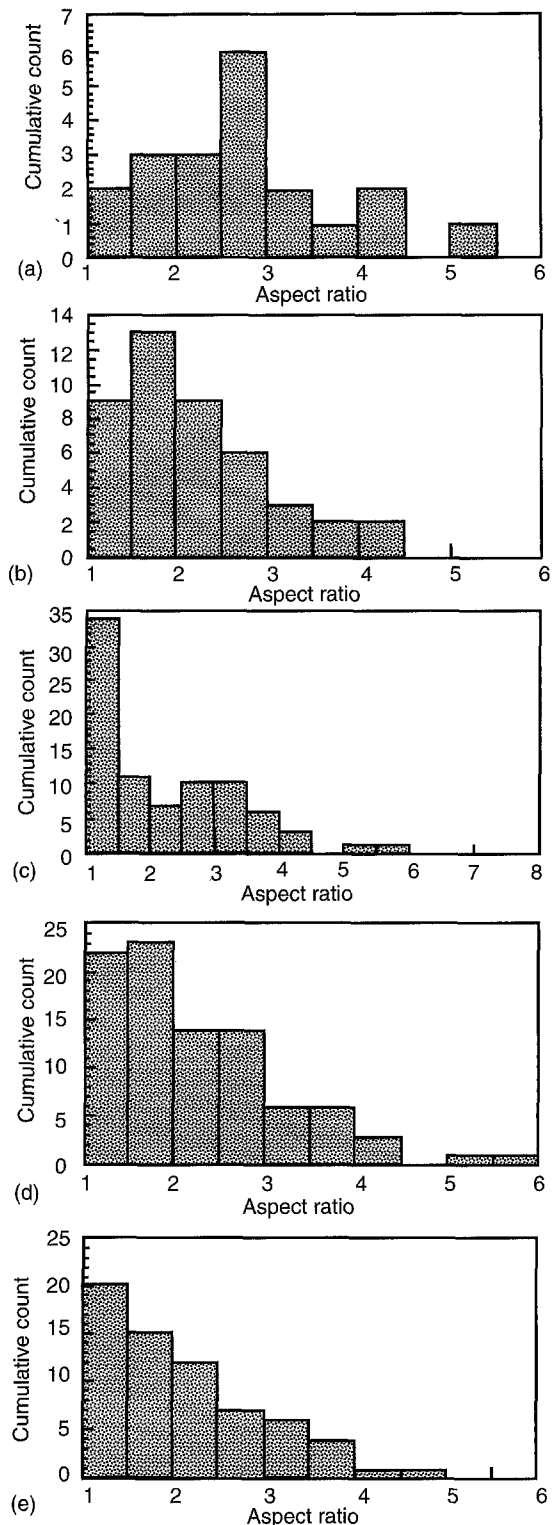 7
6
5
4
3
2
1
0
Cumulative count
1 2 3 4 5 6
Aspect ratio
(a)
14
12
10
8
6
4
2
0
Cumulative count
1 2 3 4 5 6
Aspect ratio
(b)
35
30
25
20
15
10
5
0
Cumulative count
1 2 3 4 5 6 7 8
Aspect ratio
(c)
25
20
15
10
5
0
Cumulative count
1 2 3 4 5 6
Aspect ratio
(d)
25
20
15
10
5
0
Cumulative count
1 2 3 4 5 6
Aspect ratio
(e)